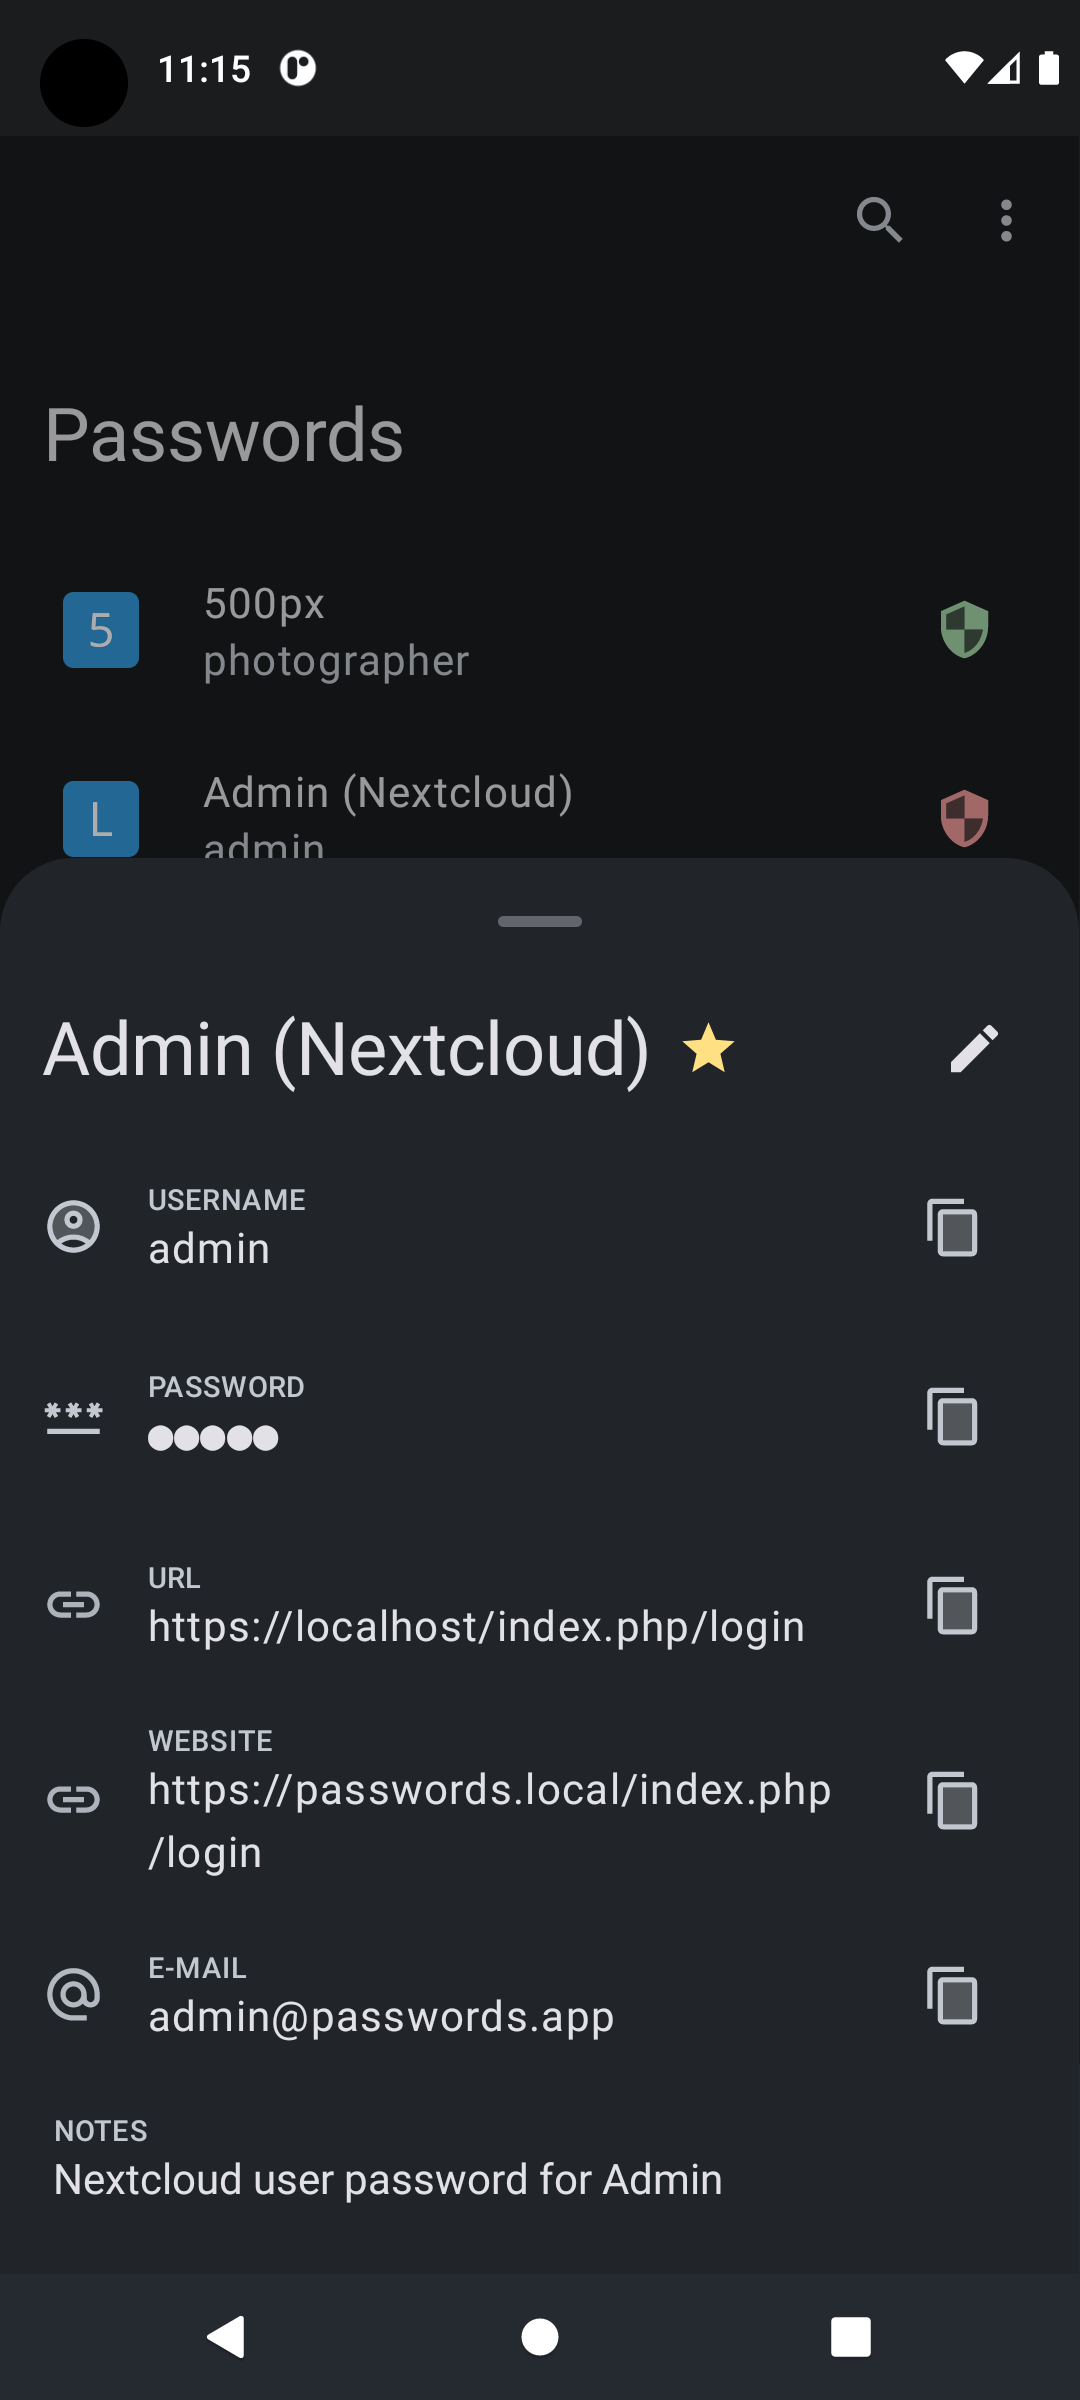 11:15
Passwords
5
500px
photographer
L
Admin (Nextcloud)
admin
Admin (Nextcloud)
USERNAME
admin
PASSWORD
●●●●●
URL
https://localhost/index.php/login
WEBSITE
https://passwords.local/index.php
/login
E-MAIL
admin@passwords.app
NOTES
Nextcloud user password for Admin